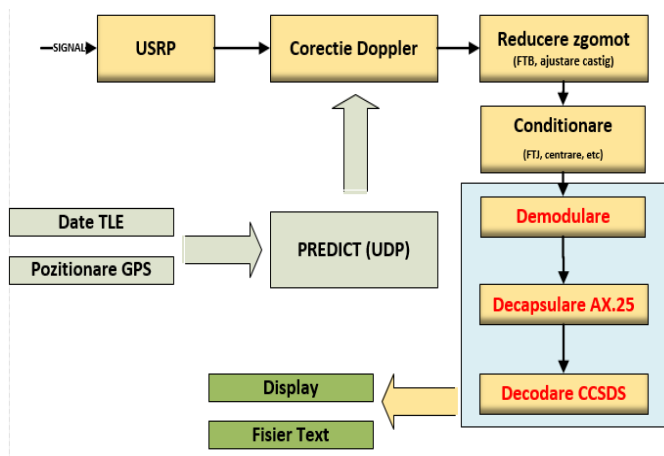 SIGNAL
USRP
Corectie Doppler
Reducere zgomot
(FTB, ajustare castig)
Conditionare
(FTJ, centrare, etc)
Date TLE
Pozitionare GPS
PREDICT (UDP)
Demodulare
Decapsulare AX.25
Decodare CCSDS
Display
Fisier Text